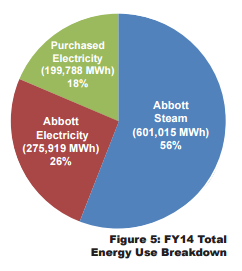 Purchased
Electricity
(199,788 MWh)
18%
Abbott
Steam
(601,015 MWh)
56%
Abbott
Electricity
(275,919 MWh)
26%
Figure 5: FY14 Total
Energy Use Breakdown